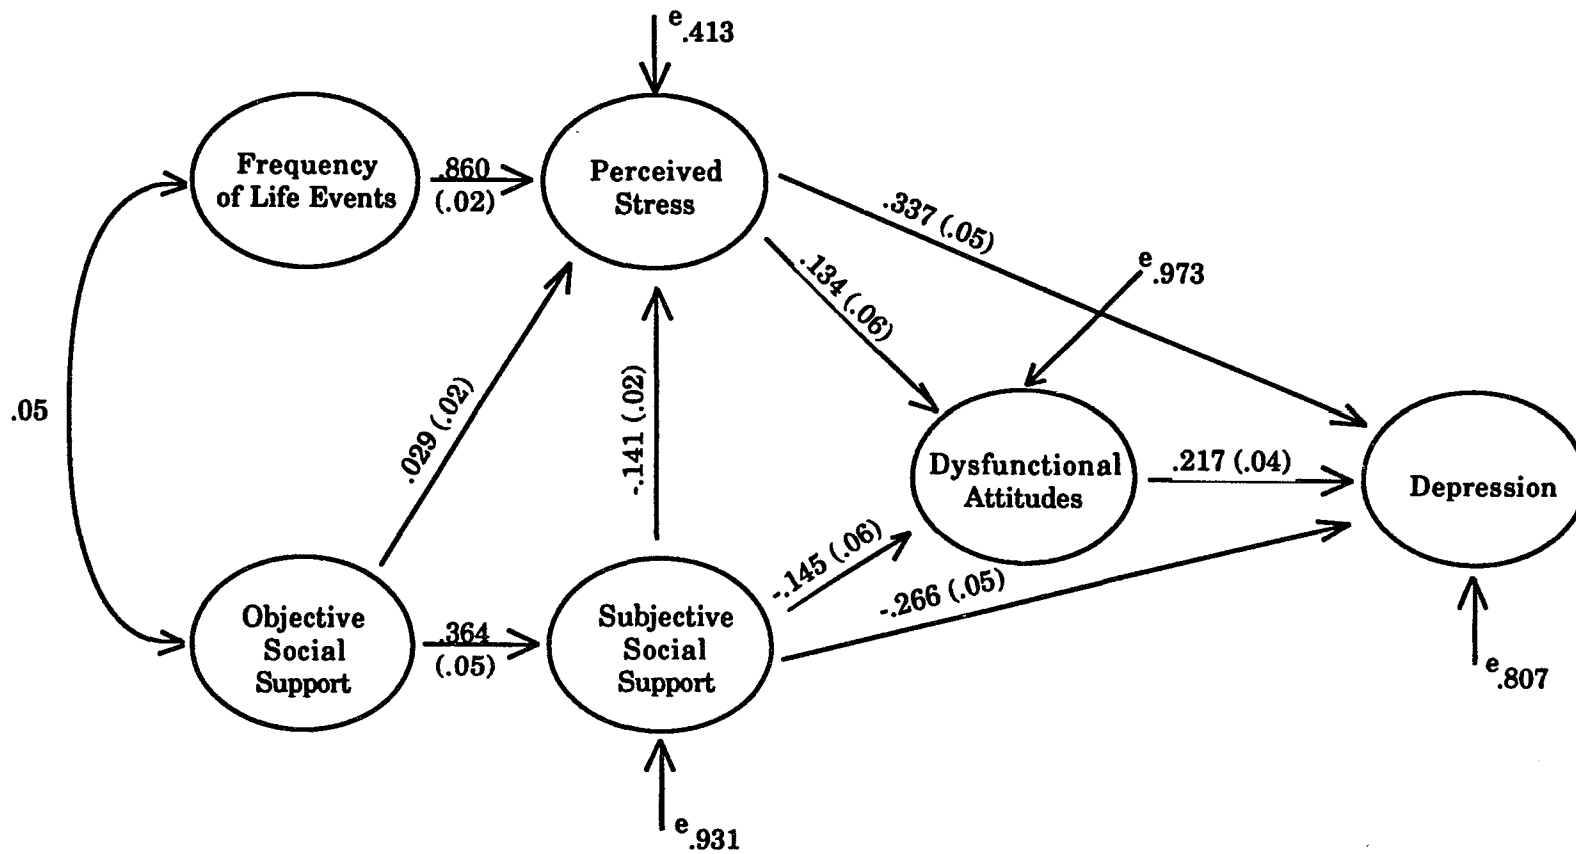 e.413
Frequency
of Life Events
.860
(.02)
Perceived
Stress
.337 (.05)
.134 (.06)
e.973
.05
.029 (.02)
-.141 (.02)
Dysfunctional
Attitudes
.217 (.04)
Depression
-.145 (.06)
-.266 (.05)
Objective
Social
Support
.364
(.05)
Subjective
Social
Support
e.807
e.931